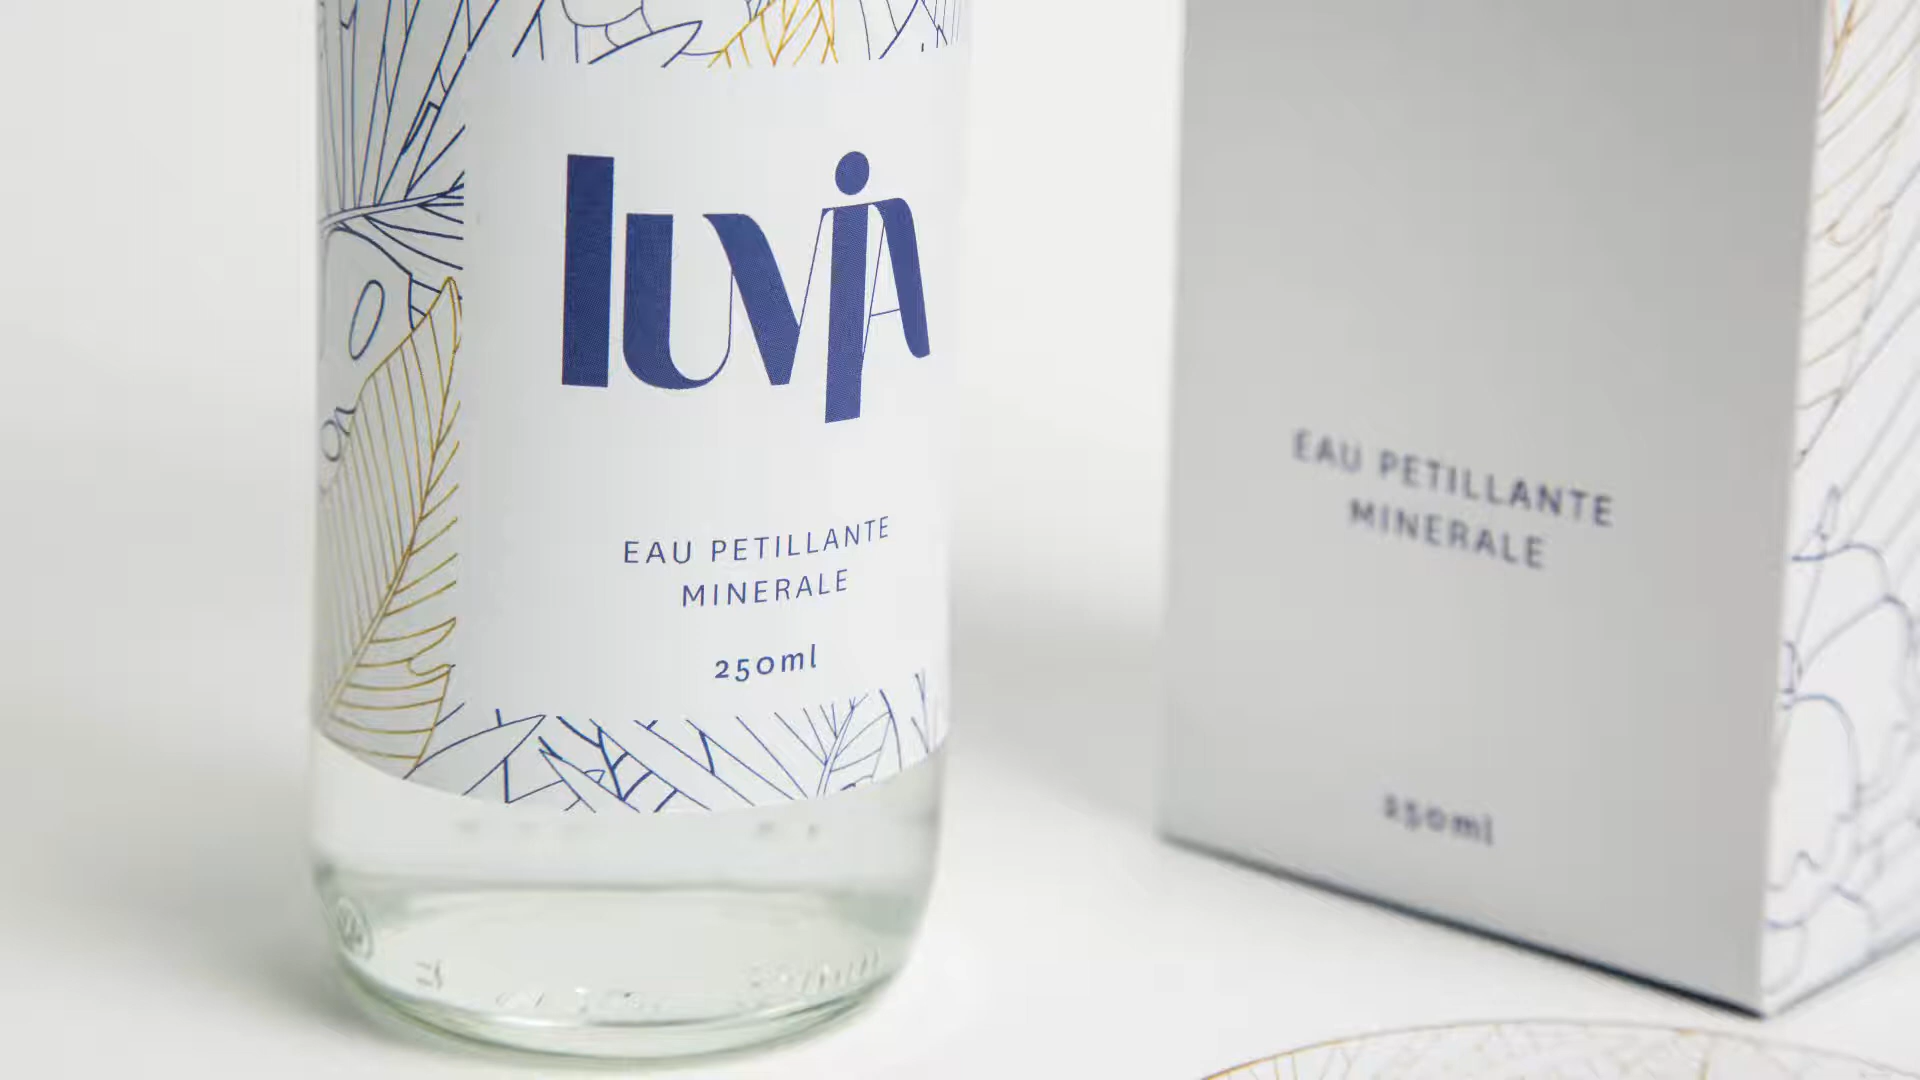 luvia
EAU PETILLANTE
MINERALE
250ml
EAU PETILLANTE
MINERALE
250ml